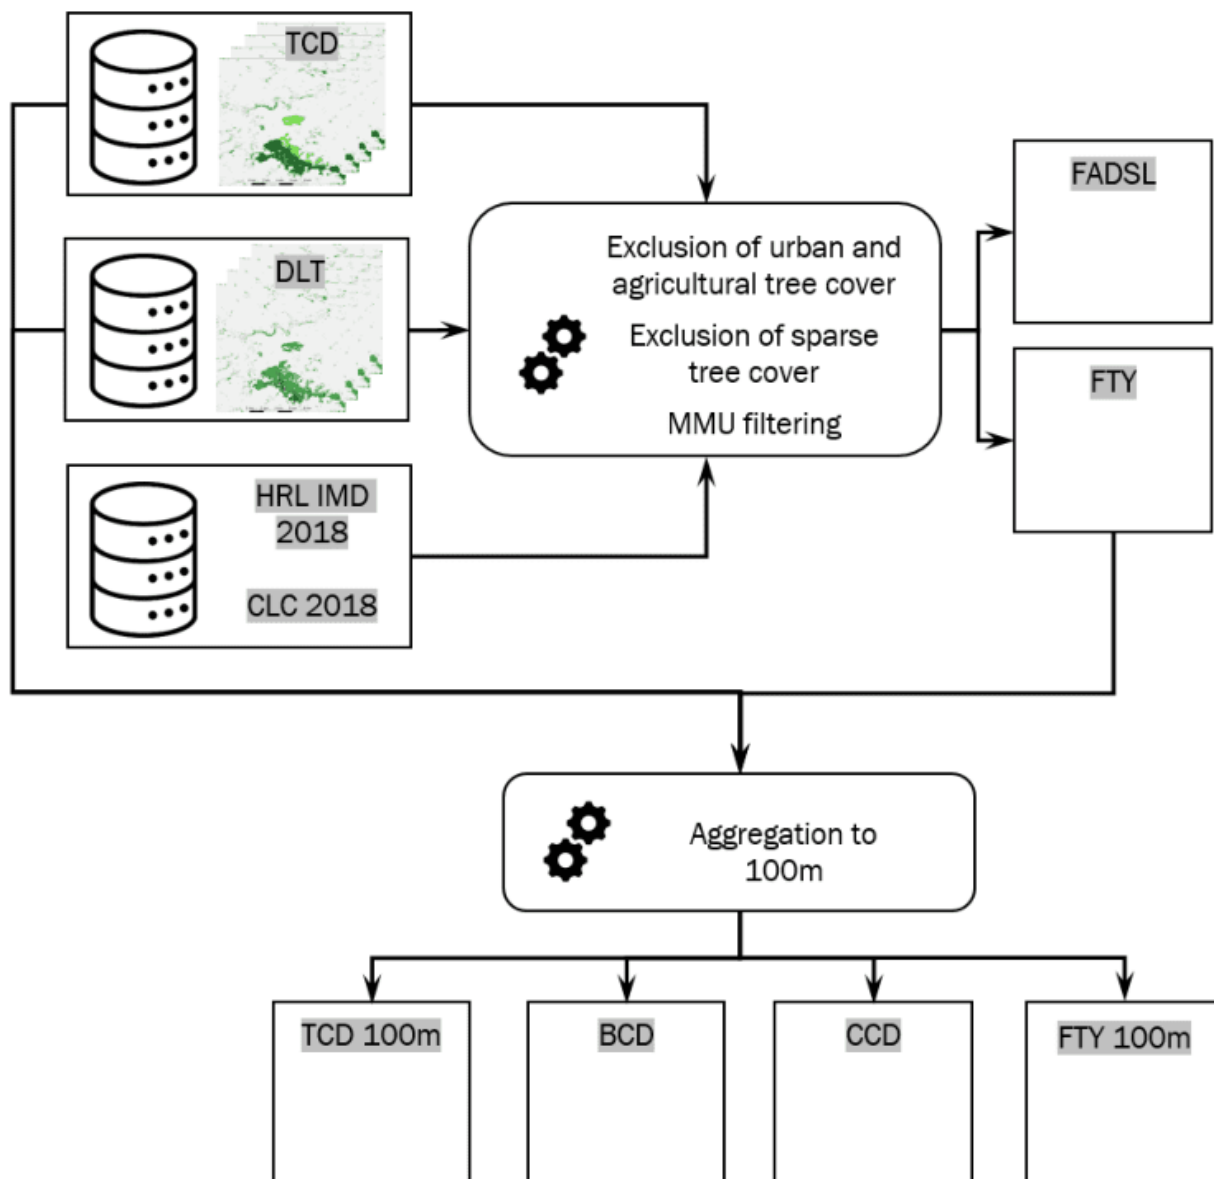 TCD
DLT
HRL IMD
2018
CLC 2018
Exclusion of urban and
agricultural tree cover
Exclusion of sparse
tree cover
MMU filtering
FADSL
FTY
Aggregation to
100m
TCD 100m
BCD
CCD
FTY 100m